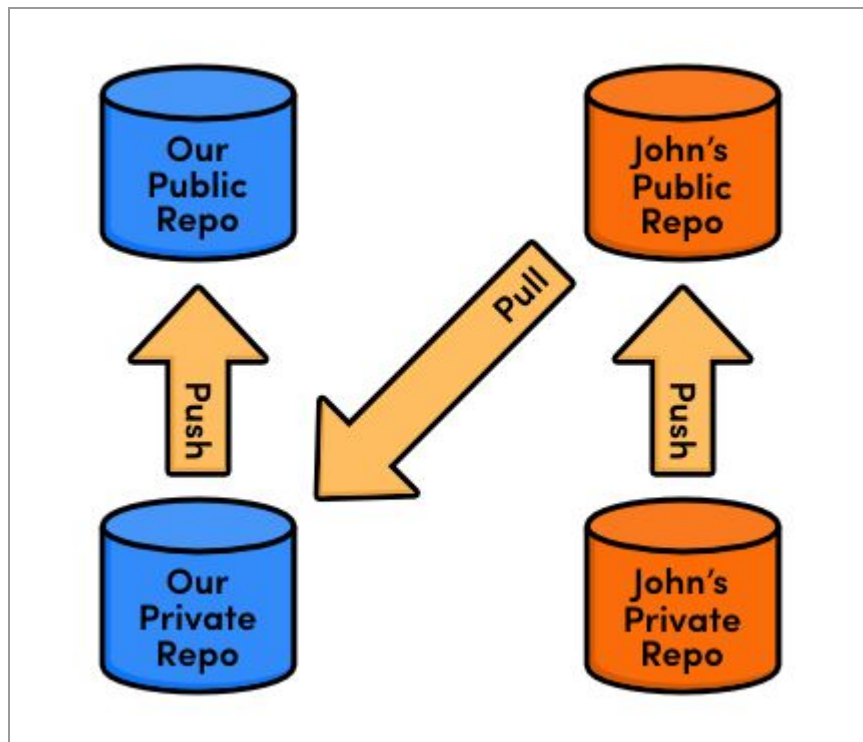 Our
Public
Repo
John's
Public
Repo
Pull
Push
Push
Our
Private
Repo
John's
Private
Repo